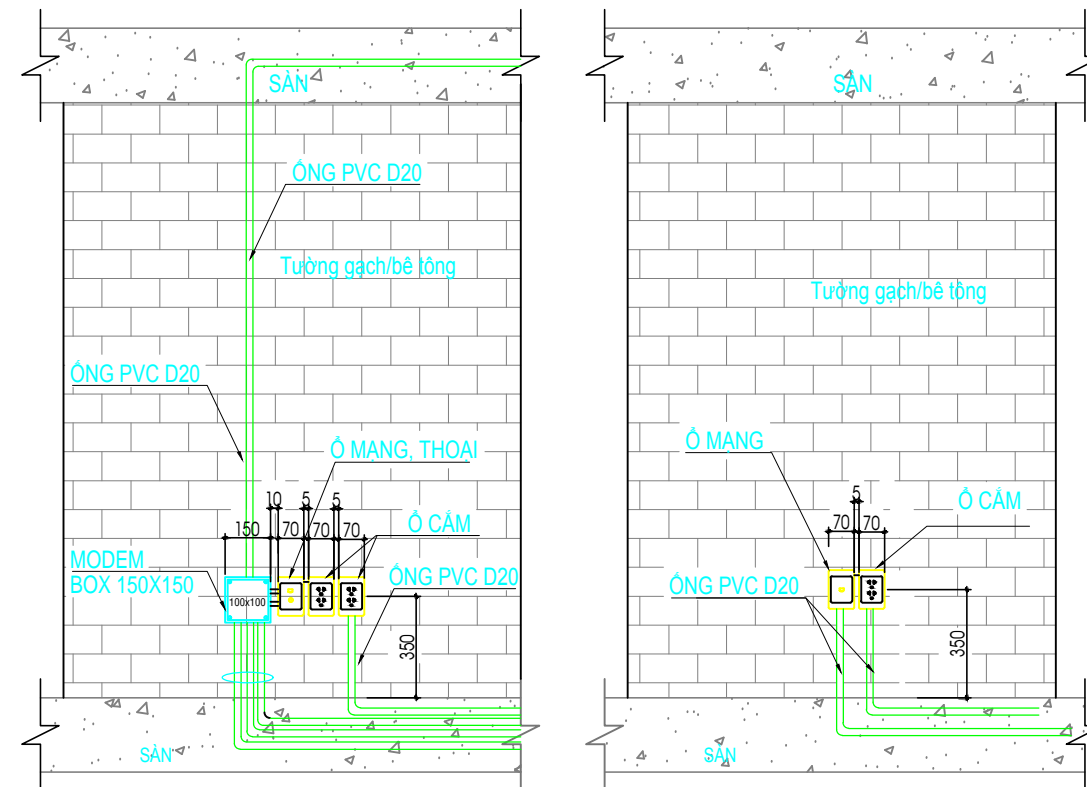 SÀN
ỐNG PVC D20
Tường gạch/bê tông
ỐNG PVC D20
Ổ MẠNG, THOẠI
10 5 5
150 70 70 70
Ổ CẮM
MODEM
BOX 150X150
100x100
ỐNG PVC D20
350
SÀN
SÀN
Tường gạch/bê tông
Ổ MẠNG
5
70 70
Ổ CẮM
ỐNG PVC D20
350
SÀN